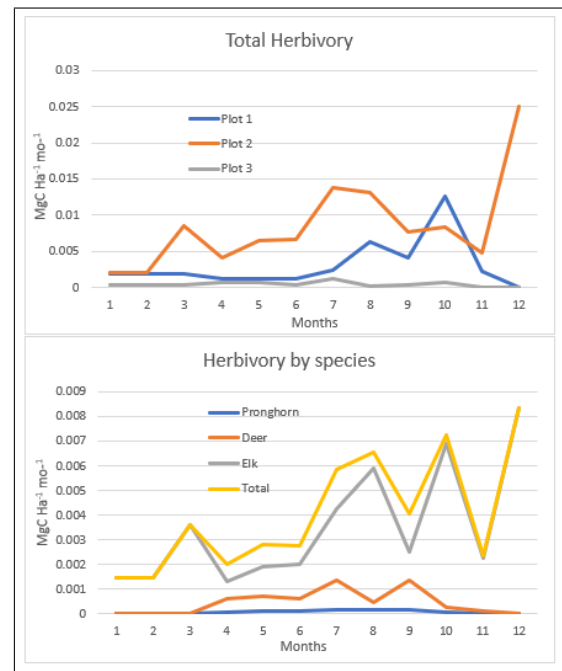 Total Herbivory
0.03
0.025
0.02
0.015
0.01
0.005
0
MgC Ha⁻¹ mo-¹
Plot 1
Plot 2
Plot 3
1 2 3 4 5 6 7 8 9 10 11 12
Months
Herbivory by species
0.009
0.008
0.007
0.006
0.005
0.004
0.003
0.002
0.001
0
MgC Ha⁻¹ mo-¹
Pronghorn
Deer
Elk
Total
1 2 3 4 5 6 7 8 9 10 11 12
Months